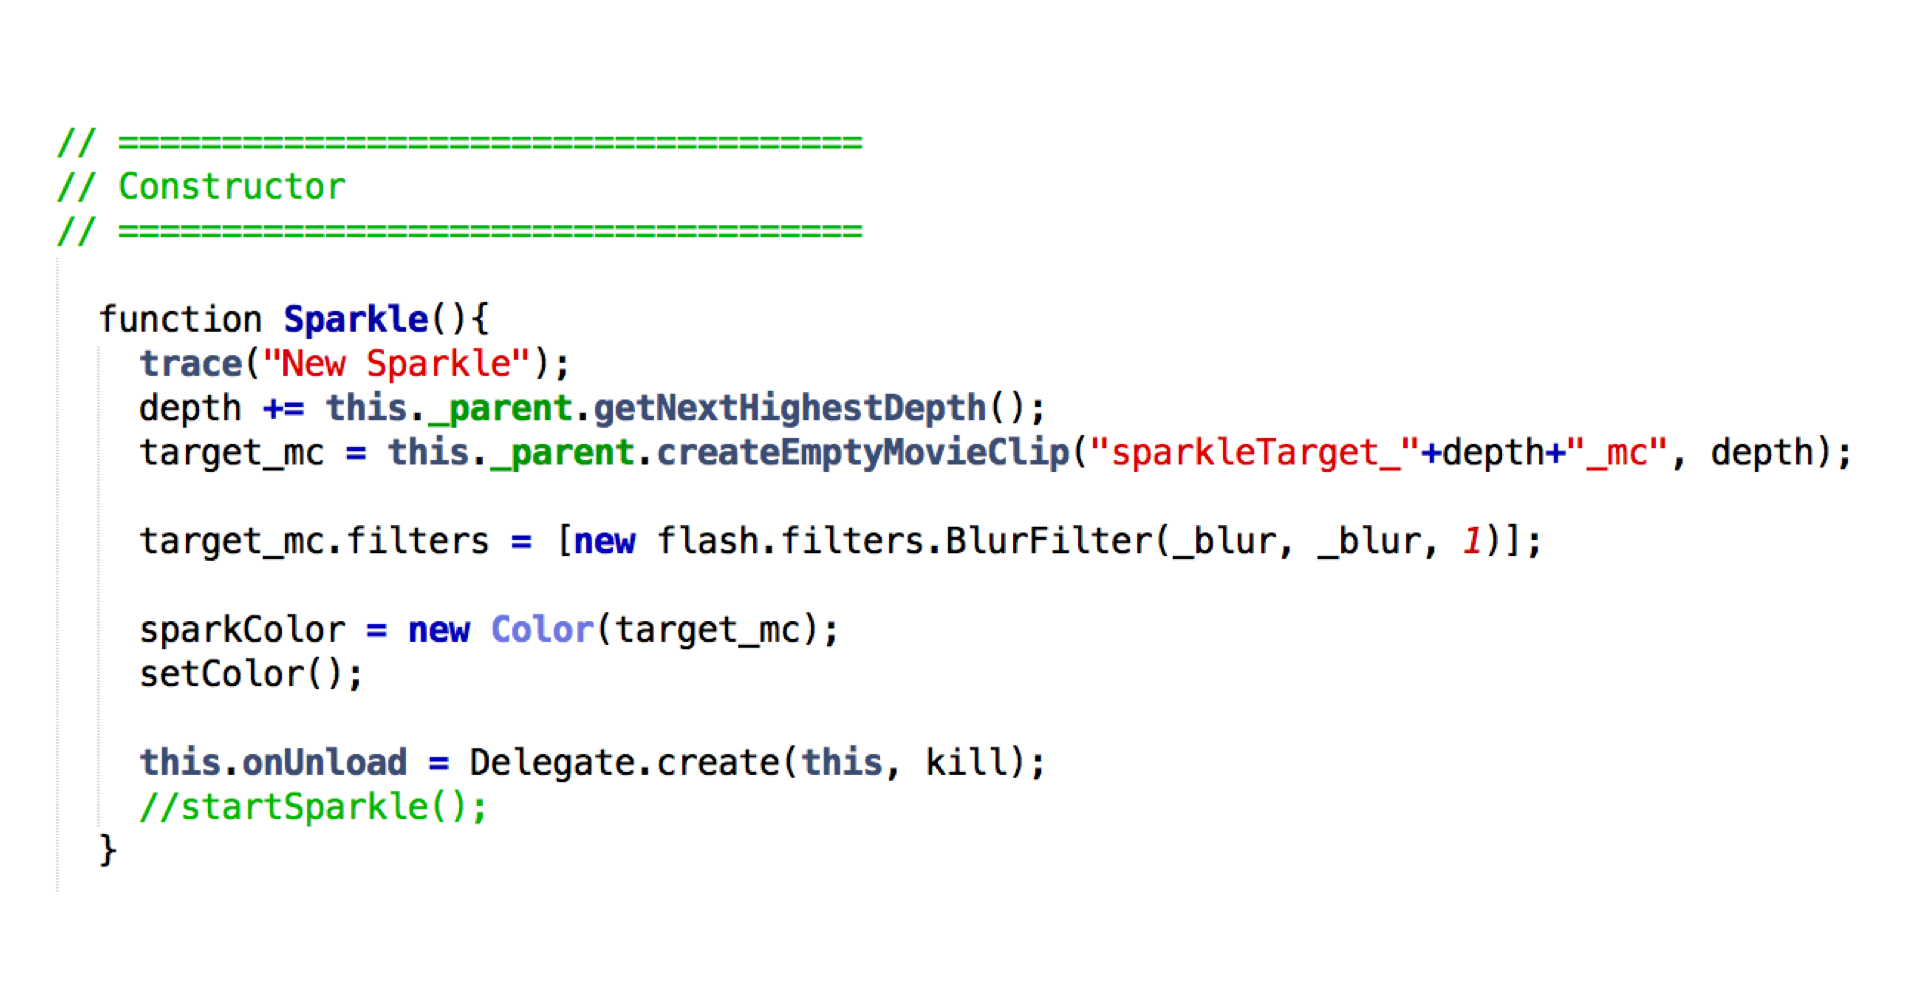 // ====================================
// Constructor
// ====================================
function Sparkle(){
trace("New Sparkle");
depth += this._parent.getNextHighestDepth();
target_mc = this._parent.createEmptyMovieClip("sparkleTarget_"+depth+"_mc", depth);
target_mc.filters = [new flash.filters.BlurFilter(_blur, _blur, 1)];
sparkColor = new Color(target_mc);
setColor();
this.onUnload = Delegate.create(this, kill);
//startSparkle();
}